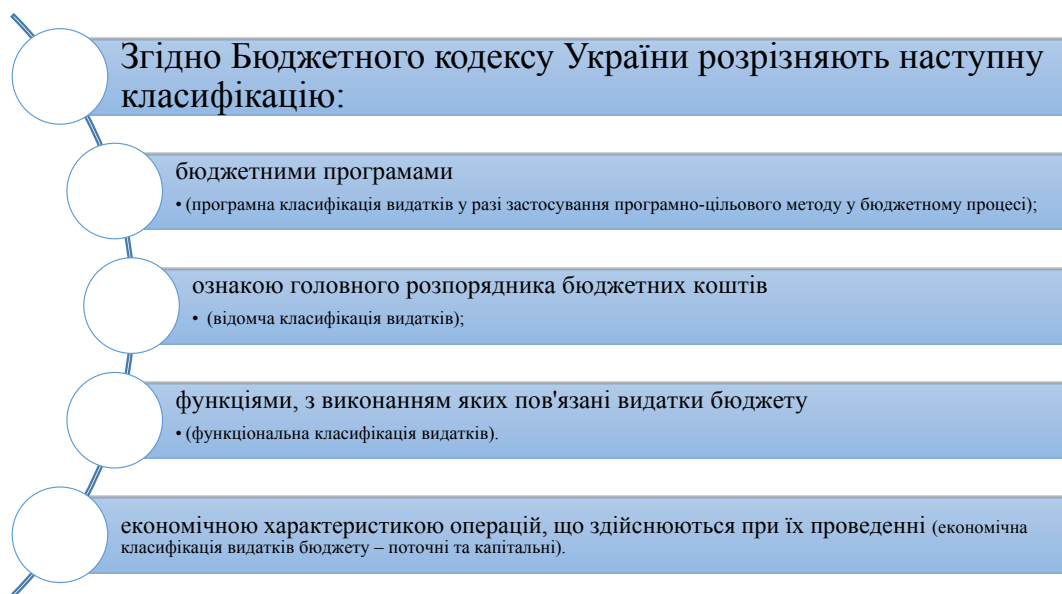 Згідно Бюджетного кодексу України розрізняють наступну
класифікацію:
бюджетними програмами
• (програмна класифікація видатків у разі застосування програмно-цільового методу у бюджетному процесі);
ознакою головного розпорядника бюджетних коштів
• (відомча класифікація видатків);
функціями, з виконанням яких пов'язані видатки бюджету
• (функціональна класифікація видатків).
економічною характеристикою операцій, що здійснюються при їх проведенні (економічна
класифікація видатків бюджету – поточні та капітальні).